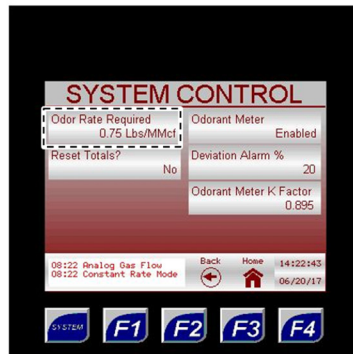 SYSTEM CONTROL
Odor Rate Required
0.75 Lbs/MMcf
Odorant Meter
Enabled
Reset Totals?
No
Deviation Alarm %
20
Odorant Meter K Factor
0.895
08:22 Analog Gas Flow
08:22 Constant Rate Mode
Back
Home
14:22:43
06/20/17
SYSTEM
F1
F2
F3
F4